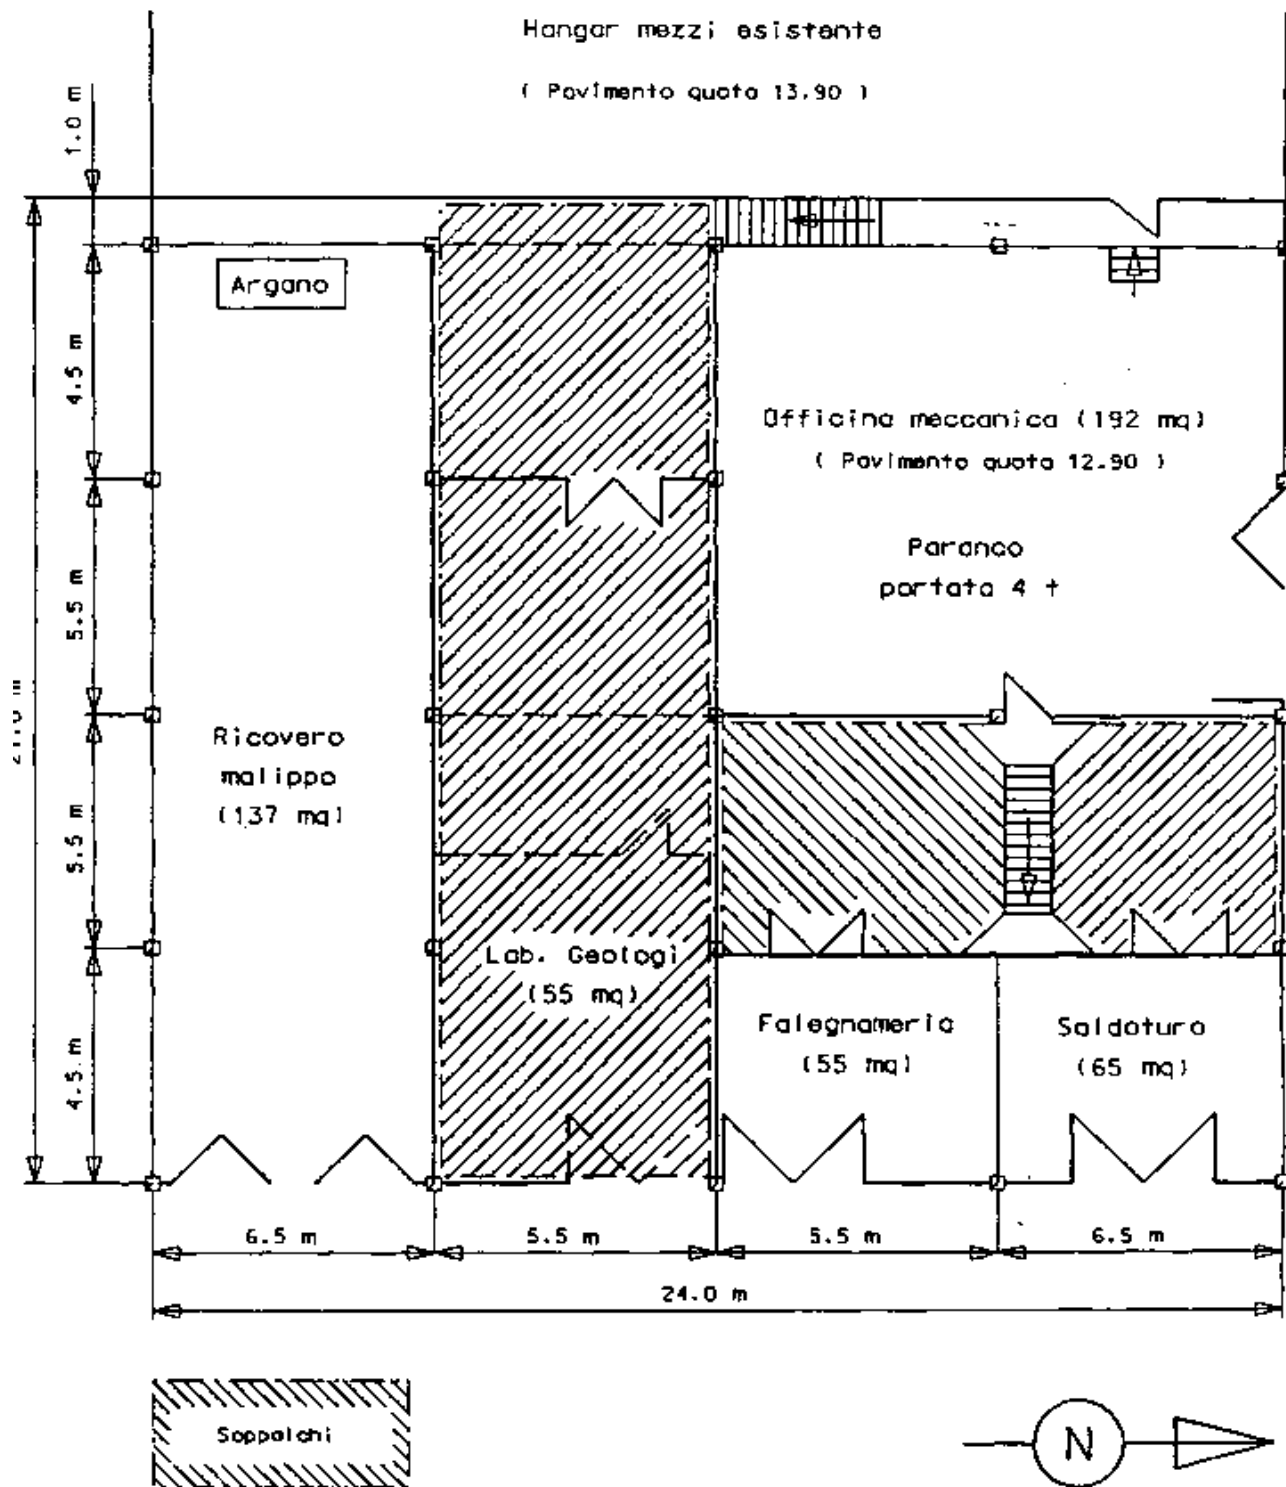 Hangar mezzi esistente
( Pavimento quota 13.90 )
1.0 m
Argano
4.5 m
Officina meccanica (192 mq)
( Pavimento quota 12.90 )
Paranco
portata 4 t
5.5 m
Ricovero
malippo
(137 mq)
5.5 m
Lab. Geologi
(55 mq)
Falegnameria
(55 mq)
Saldatura
(65 mq)
4.5 m
6.5 m
5.5 m
5.5 m
6.5 m
24.0 m
Soppalchi
N